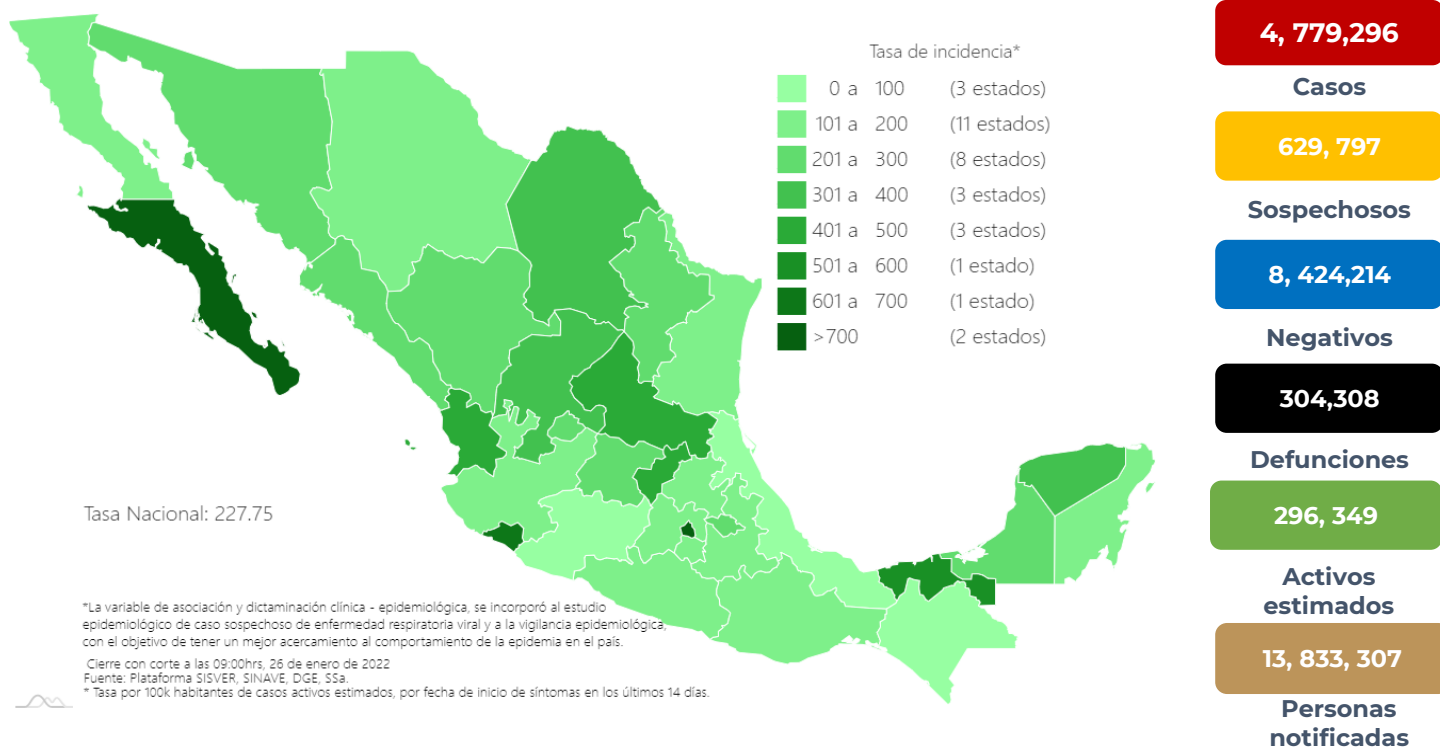 Tasa de incidencia*
0 a 100 (3 estados)
101 a 200 (11 estados)
201 a 300 (8 estados)
301 a 400 (3 estados)
401 a 500 (3 estados)
501 a 600 (1 estado)
601 a 700 (1 estado)
>700 (2 estados)
Tasa Nacional: 227.75
*La variable de asociación y dictaminación clínica - epidemiológica, se incorporó al estudio
epidemiológico de caso sospechoso de enfermedad respiratoria viral y a la vigilancia epidemiológica,
con el objetivo de tener un mejor acercamiento al comportamiento de la epidemia en el país.
Cierre con corte a las 09:00hrs, 26 de enero de 2022
Fuente: Plataforma SISVER, SINAVE, DGE, SSa.
* Tasa por 100k habitantes de casos activos estimados, por fecha de inicio de síntomas en los últimos 14 días.
4, 779,296
Casos
629, 797
Sospechosos
8, 424,214
Negativos
304,308
Defunciones
296, 349
Activos
estimados
13, 833,307
Personas
notificadas